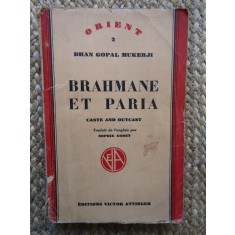 ORIENT
2
DHAN GOPAL MUKERJI
BRAHMANE
ET PARIA
CASTE AND OUTCAST
Traduit de l'anglais par
SOPHIE GODET
ÉDITIONS VICTOR ATTINGER